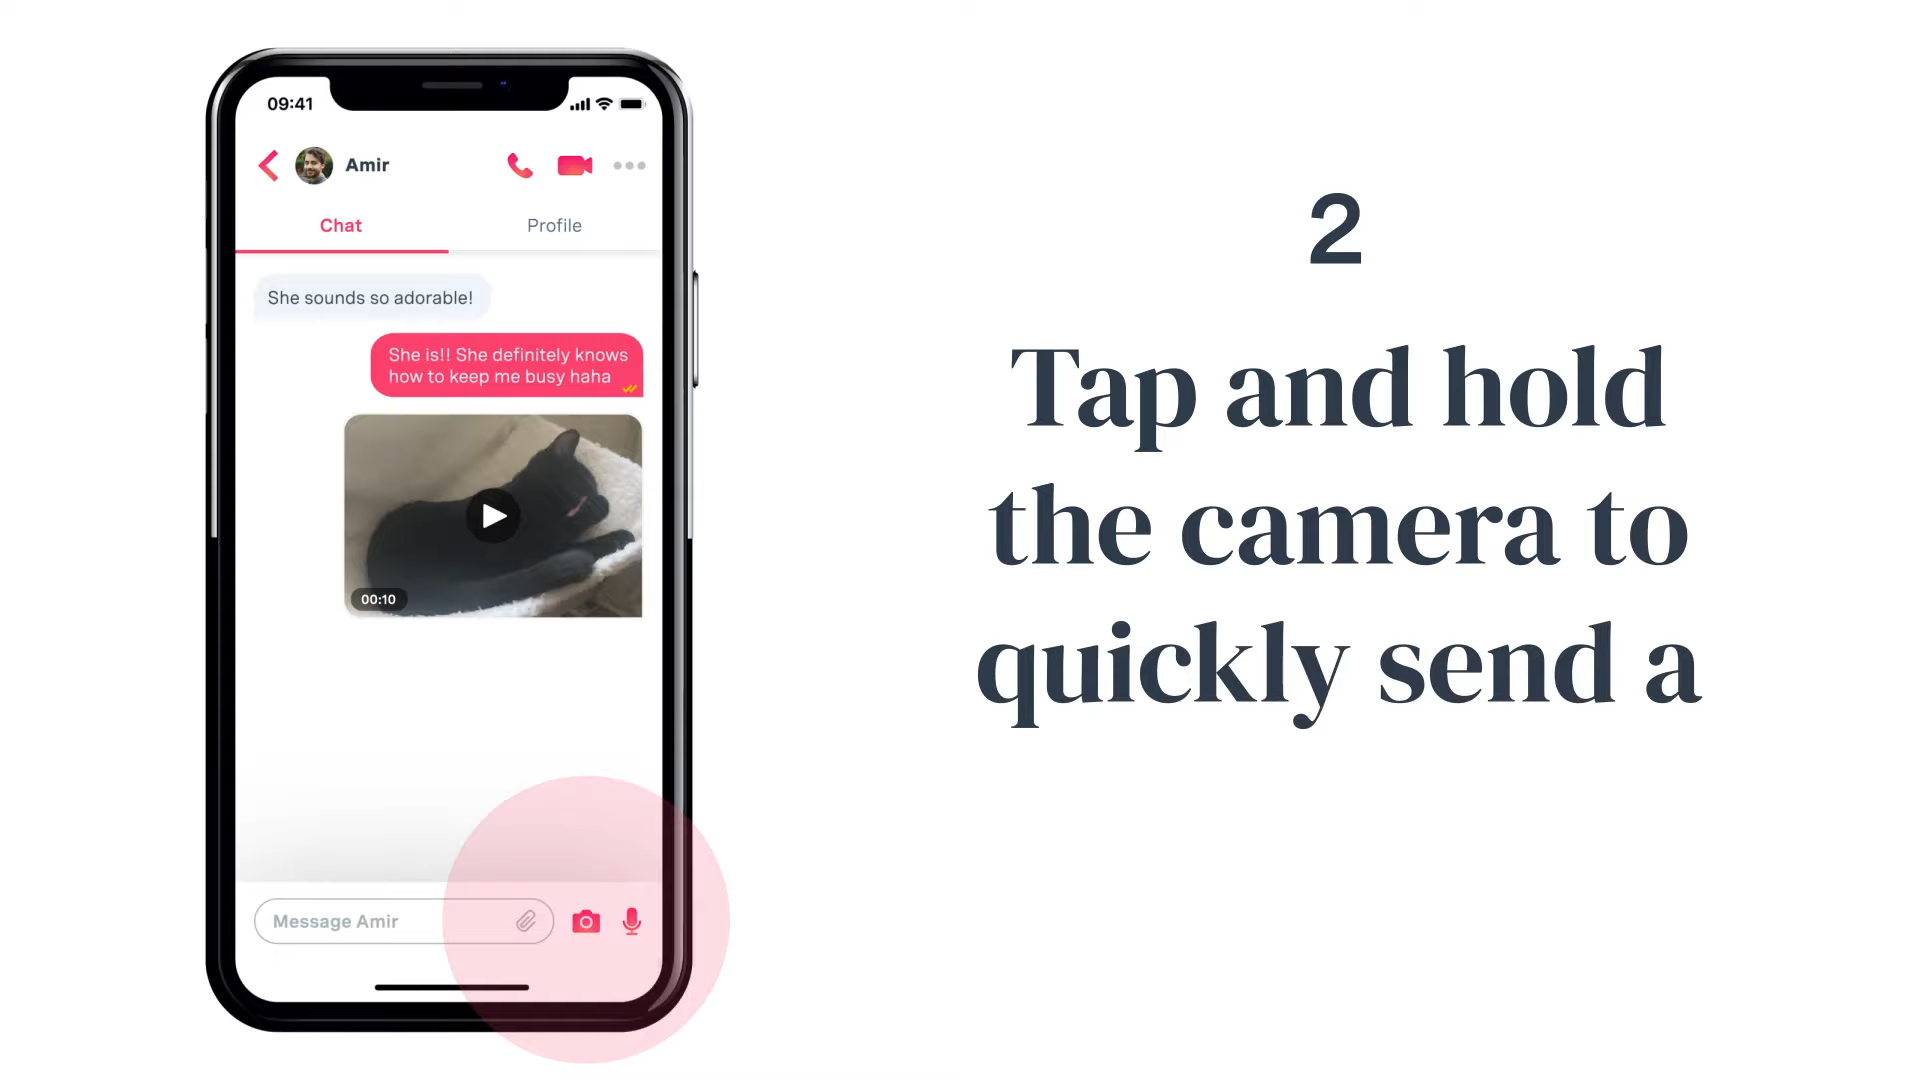 09:41
Amir
Chat
Profile
She sounds so adorable!
She is!! She definitely knows
how to keep me busy haha
00:10
Message Amir
2
Tap and hold
the camera to
quickly send a